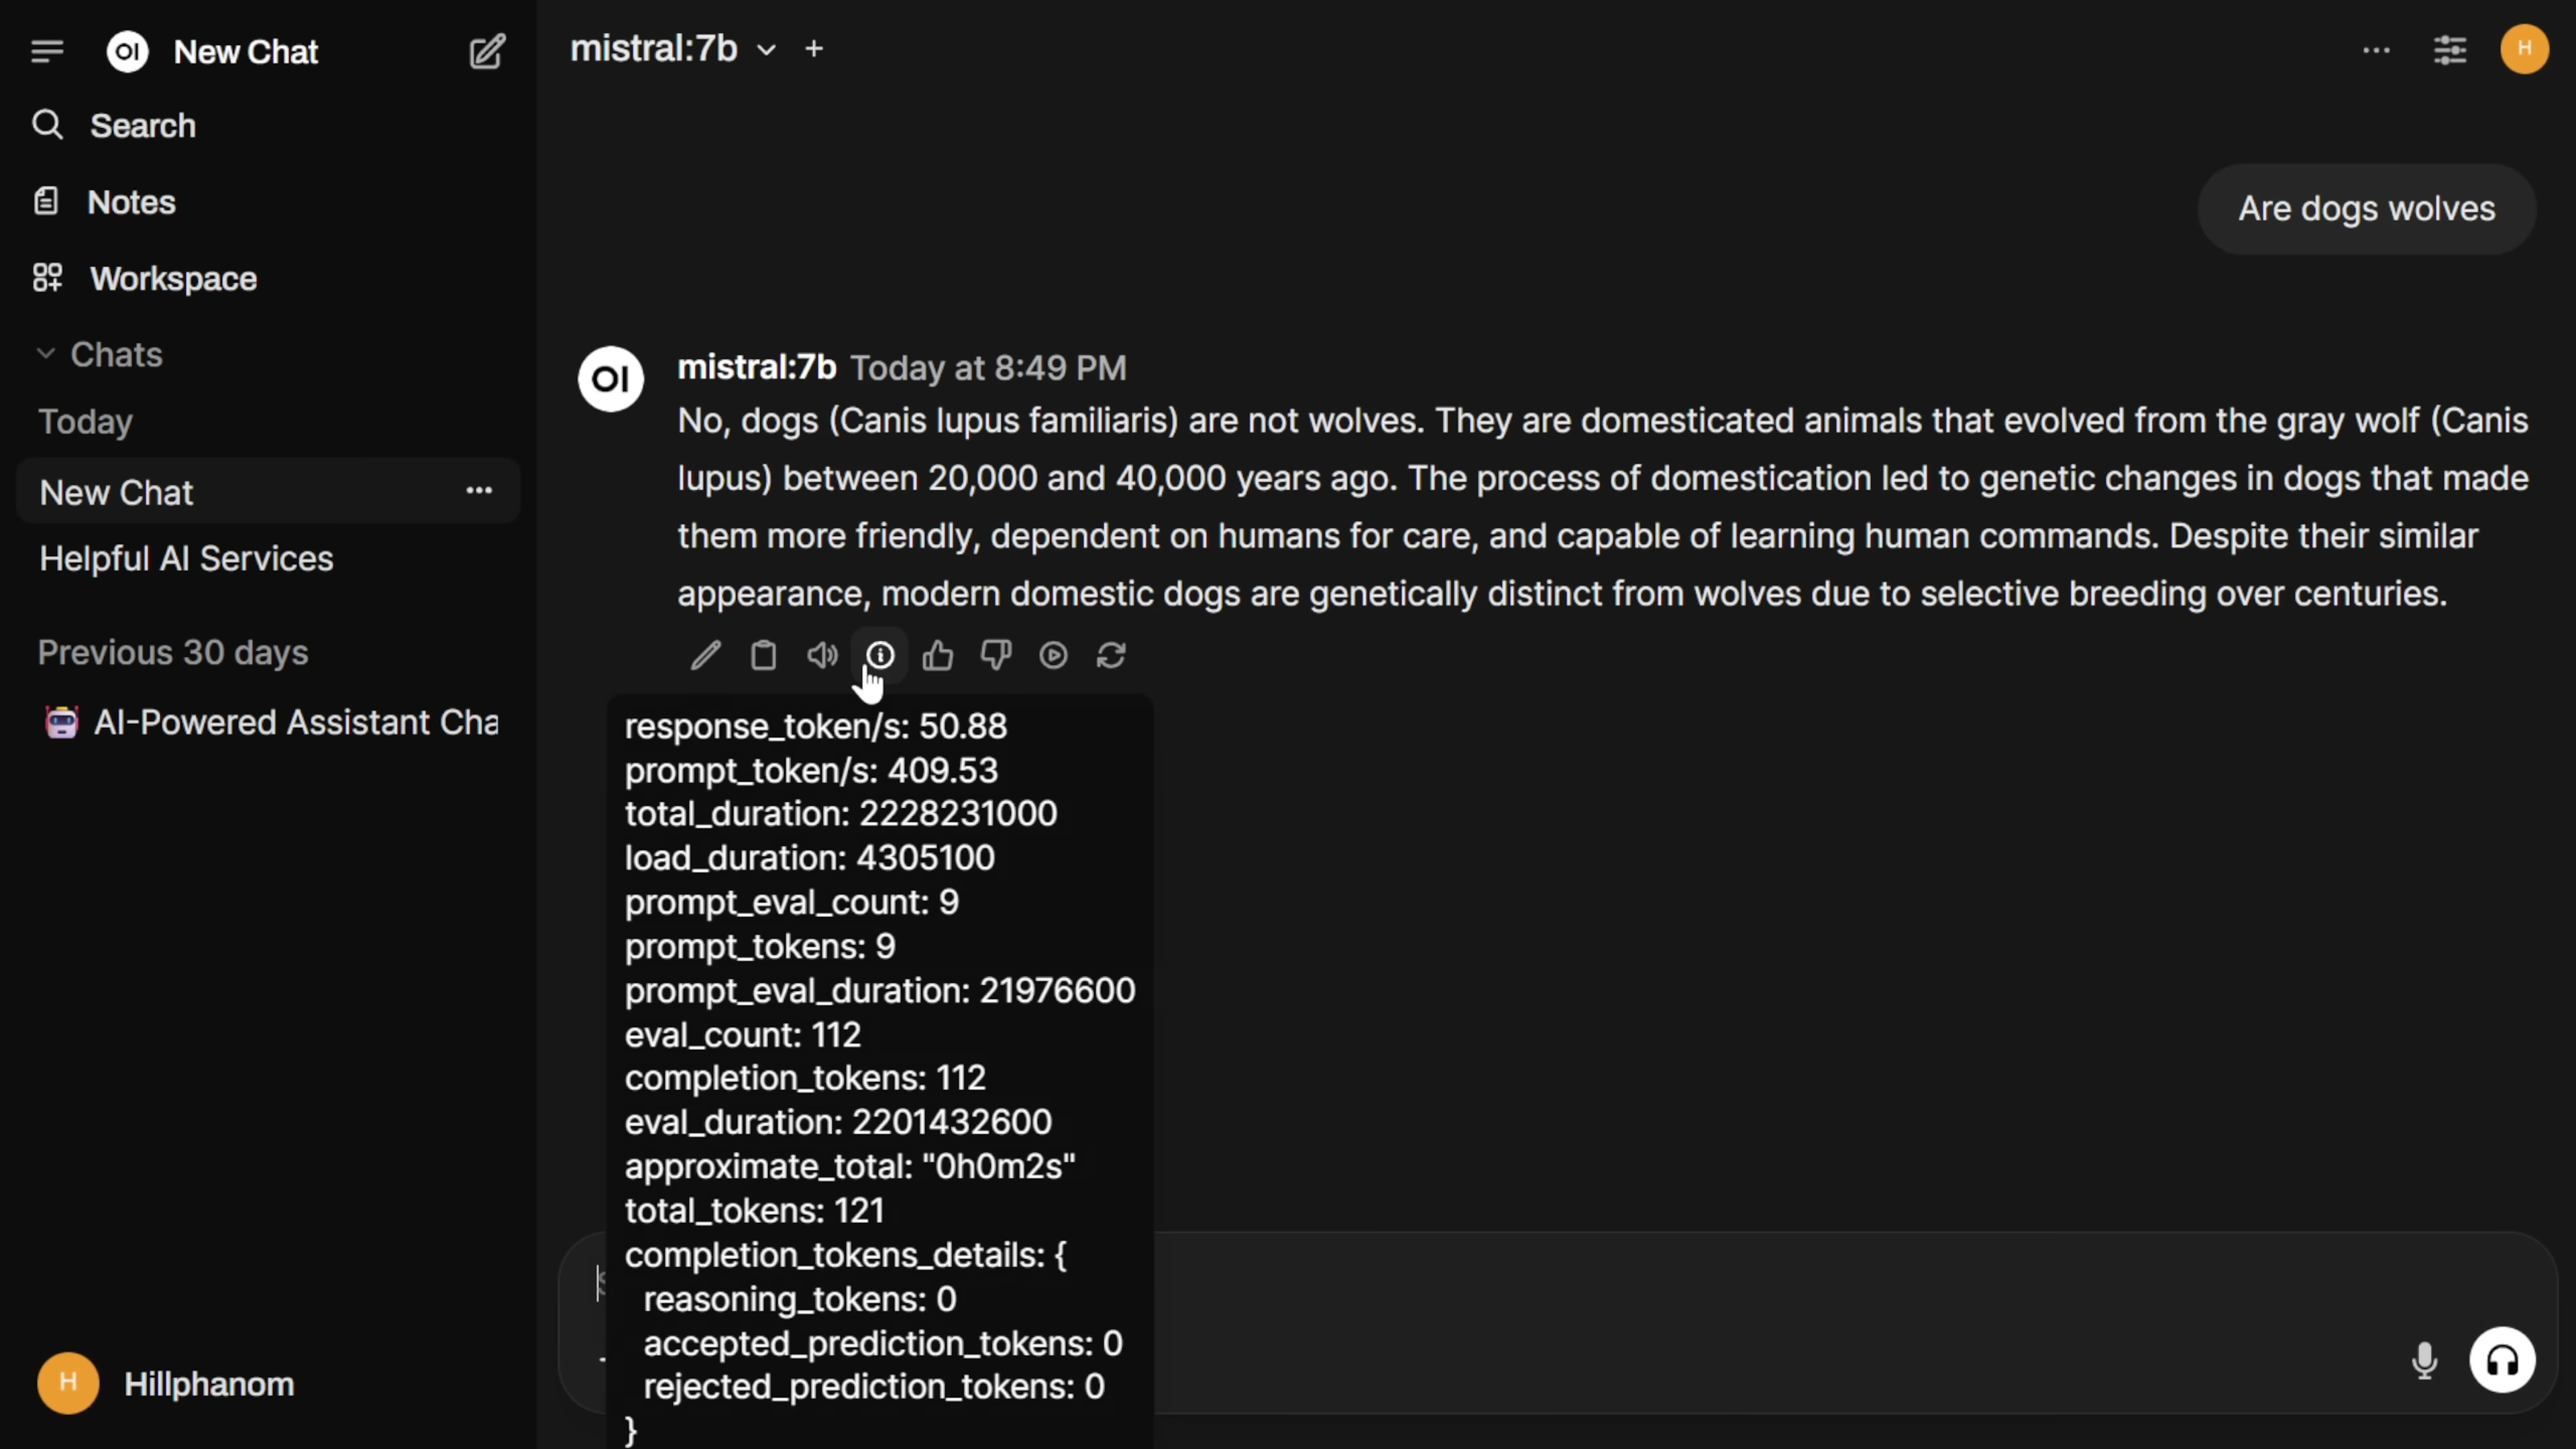 OI New Chat
Search
Notes
Workspace
Chats
Today
New Chat
Helpful AI Services
Previous 30 days
AI-Powered Assistant Cha
H Hillphanom
mistral:7b
H
Are dogs wolves
OI
mistral:7b Today at 8:49 PM
No, dogs (Canis lupus familiaris) are not wolves. They are domesticated animals that evolved from the gray wolf (Canis
lupus) between 20,000 and 40,000 years ago. The process of domestication led to genetic changes in dogs that made
them more friendly, dependent on humans for care, and capable of learning human commands. Despite their similar
appearance, modern domestic dogs are genetically distinct from wolves due to selective breeding over centuries.
response_token/s: 50.88
prompt_token/s: 409.53
total_duration: 2228231000
load_duration: 4305100
prompt_eval_count: 9
prompt_tokens: 9
prompt_eval_duration: 21976600
eval_count: 112
completion_tokens: 112
eval_duration: 2201432600
approximate_total: "0h0m2s"
total_tokens: 121
completion_tokens_details: {
reasoning_tokens: 0
accepted_prediction_tokens: 0
rejected_prediction_tokens: 0
}